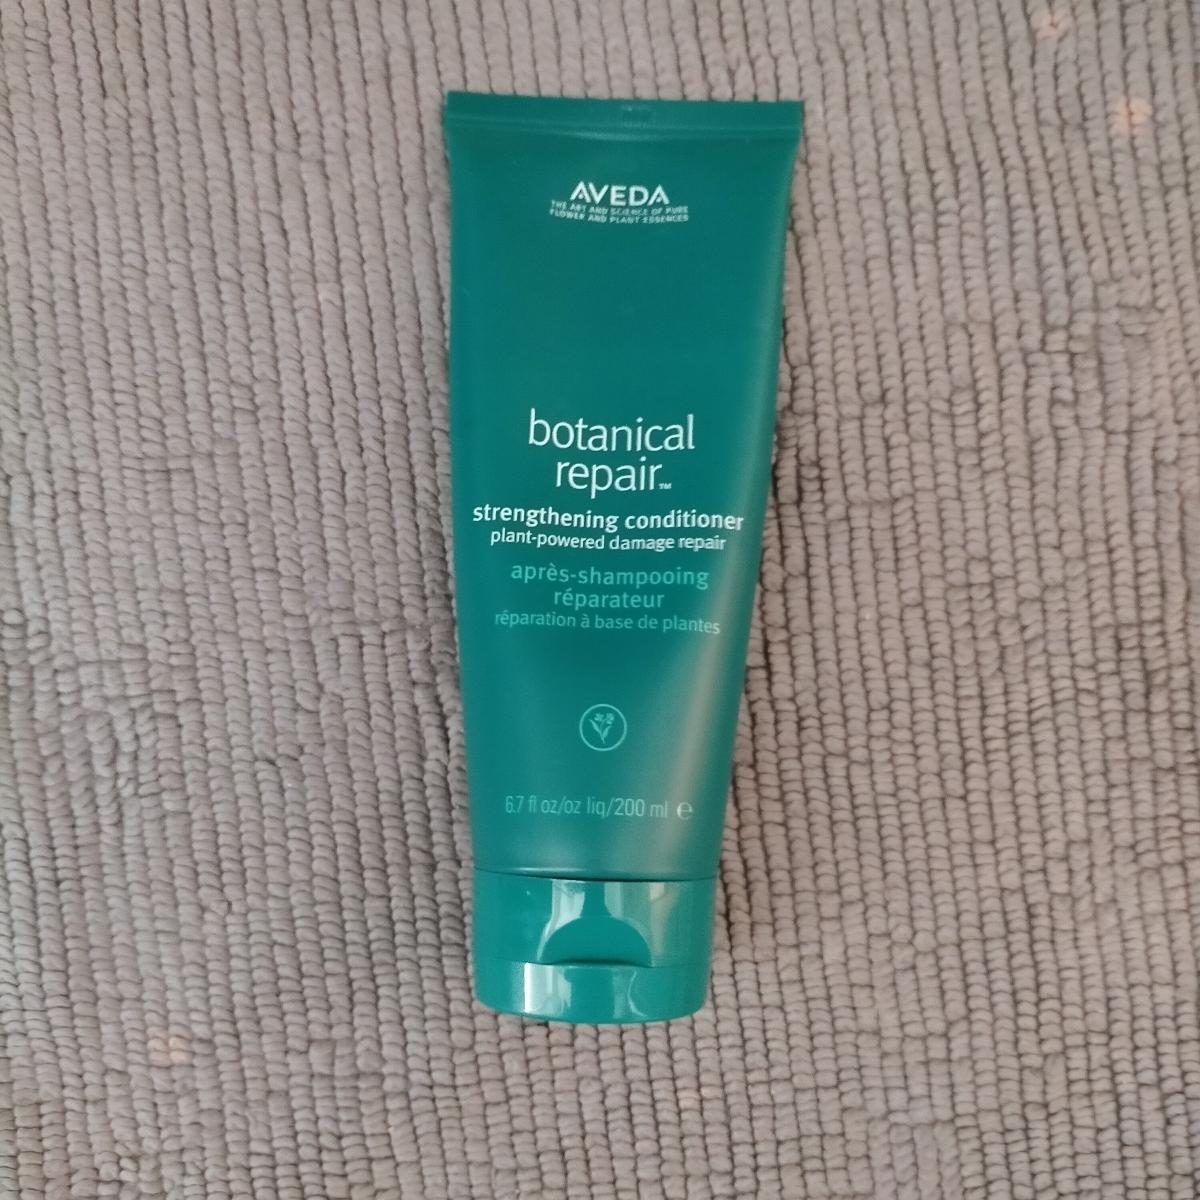 AVEDA
THE ART AND SCIENCE OF PURE
FLOWER AND PLANT ESSENCES
botanical
repair™
strengthening conditioner
plant-powered damage repair
après-shampooing
réparateur
réparation à base de plantes
6.7 fl oz/oz liq/200 ml ℮